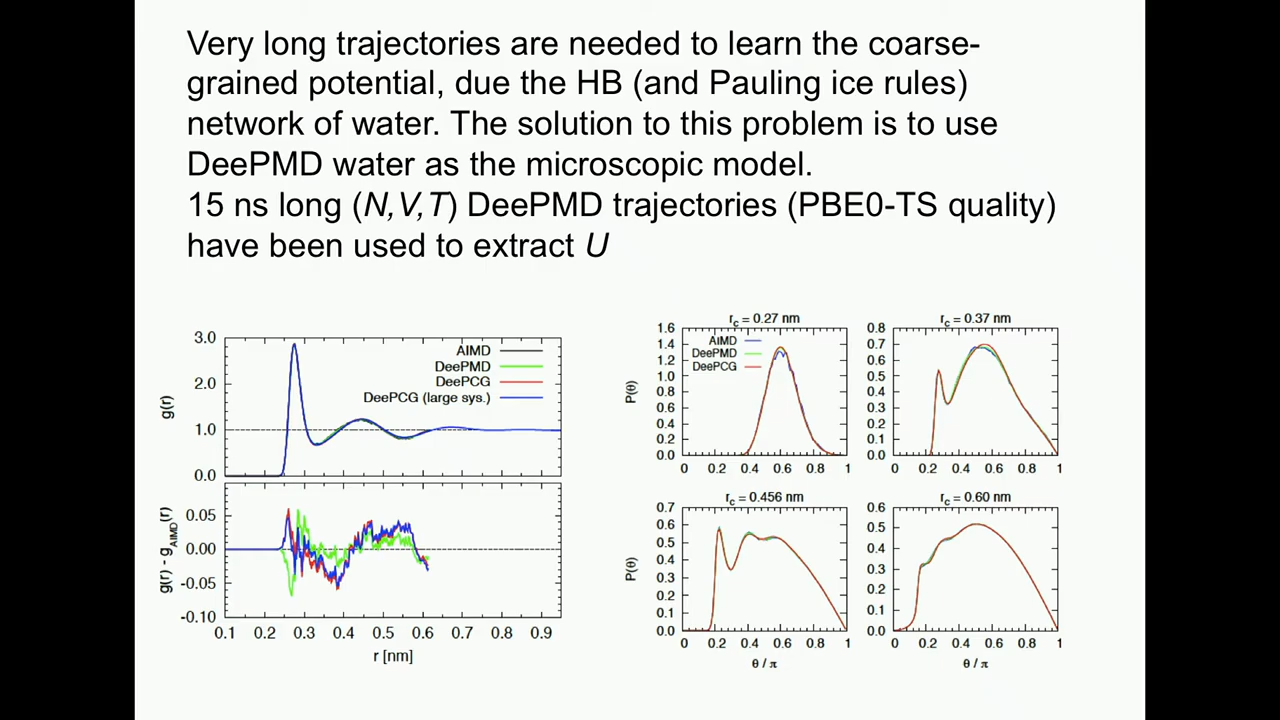 Very long trajectories are needed to learn the coarse-
grained potential, due the HB (and Pauling ice rules)
network of water. The solution to this problem is to use
DeePMD water as the microscopic model.
15 ns long (N,V,T) DeePMD trajectories (PBE0-TS quality)
have been used to extract U
3.0
2.0
1.0
0.0
g(r)
AIMD
DeePMD
DeePCG
DeePCG (large sys.)
0.05
0.00
-0.05
-0.10
g(r) - gAIMD(r)
0.1 0.2 0.3 0.4 0.5 0.6 0.7 0.8 0.9
r [nm]
rc = 0.27 nm
1.6
1.4
1.2
1.0
0.8
0.6
0.4
0.2
0.0
P(θ)
AIMD
DeePMD
DeePCG
0 0.2 0.4 0.6 0.8 1
rc = 0.37 nm
0.8
0.7
0.6
0.5
0.4
0.3
0.2
0.1
0.0
0 0.2 0.4 0.6 0.8 1
rc = 0.456 nm
0.7
0.6
0.5
0.4
0.3
0.2
0.1
0.0
P(θ)
0 0.2 0.4 0.6 0.8 1
θ / π
rc = 0.60 nm
0.6
0.5
0.4
0.3
0.2
0.1
0.0
0 0.2 0.4 0.6 0.8 1
θ / π